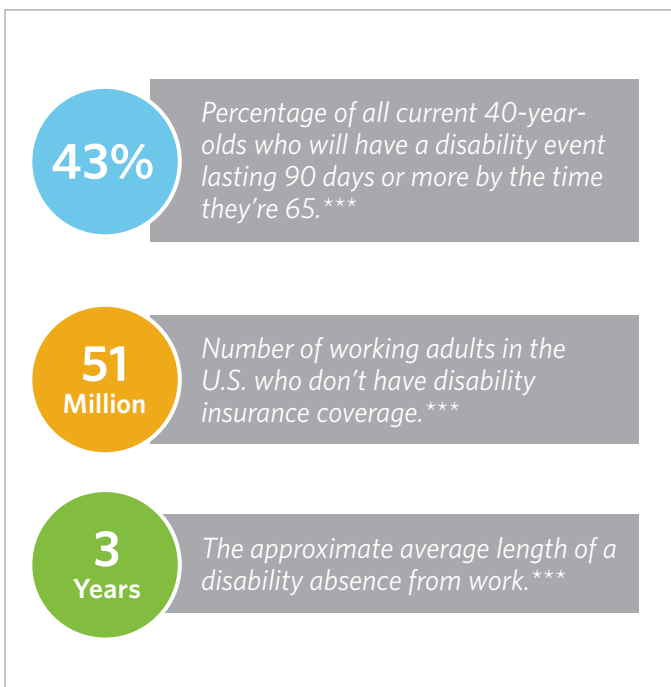 43%
Percentage of all current 40-year-
olds who will have a disability event
lasting 90 days or more by the time
they’re 65.***
51
Million
Number of working adults in the
U.S. who don’t have disability
insurance coverage.***
3
Years
The approximate average length of a
disability absence from work.***